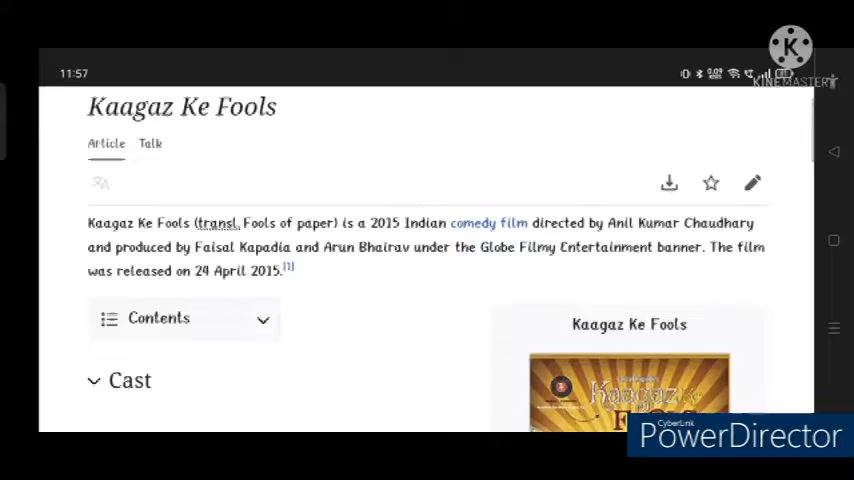 11:57
K
KINEMASTER
Kaagaz Ke Fools
Article Talk
Kaagaz Ke Fools (transl. Fools of paper) is a 2015 Indian comedy film directed by Anil Kumar Chaudhary
and produced by Faisal Kapadia and Arun Bhairav under the Globe Filmy Entertainment banner. The film
was released on 24 April 2015.[1]
Contents
Kaagaz Ke Fools
Cast
Kaagaz Ke
CyberLink
PowerDirector